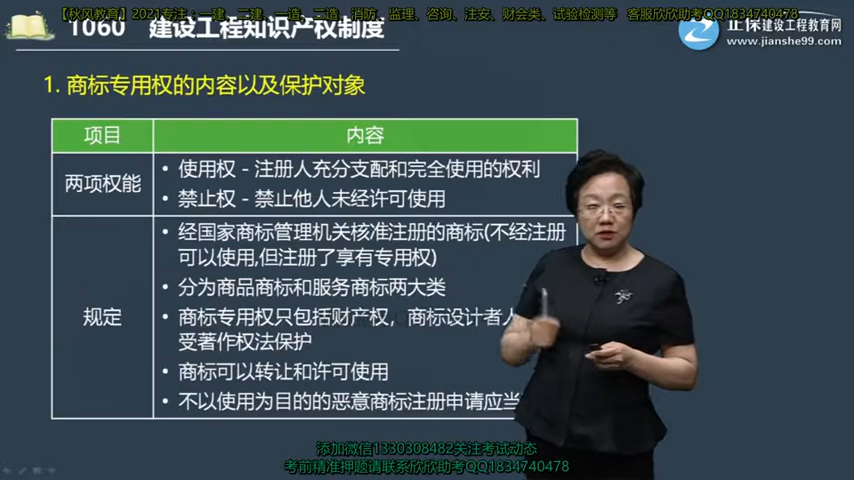 【秋风教育】2021专注：一建、二建、一造、二造、消防、监理、咨询、注安、财会类、试验检测等 客服欣欣助考QQ1834740478
1060 建设工程知识产权制度
正保建设工程教育网
www.jianshe99.com
1. 商标专用权的内容以及保护对象
项目 内容
两项权能
• 使用权－注册人充分支配和完全使用的权利
• 禁止权－禁止他人未经许可使用
规定
• 经国家商标管理机关核准注册的商标(不经注册
可以使用,但注册了享有专用权)
• 分为商品商标和服务商标两大类
• 商标专用权只包括财产权，商标设计者人
受著作权法保护
• 商标可以转让和许可使用
• 不以使用为目的的恶意商标注册申请应当
添加微信1330308482关注考试动态
考前精准押题请联系欣欣助考QQ1834740478